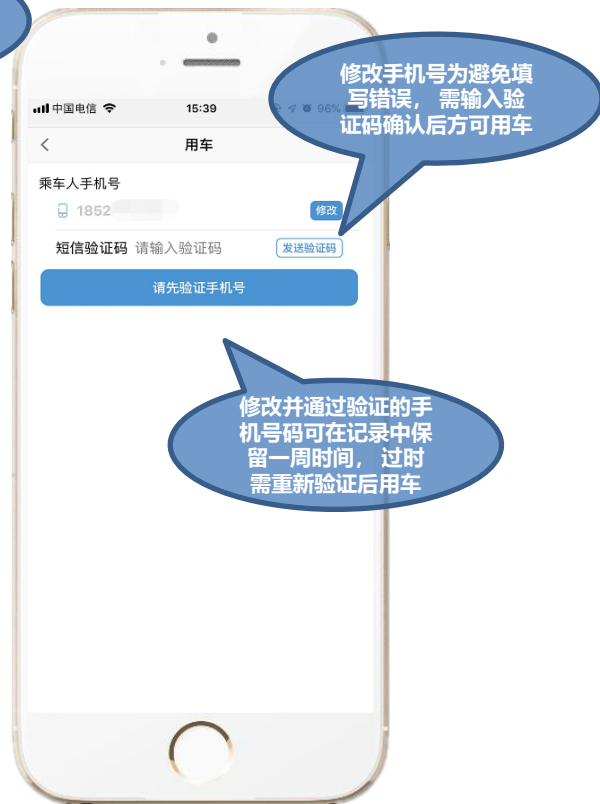 修改手机号为避免填
写错误， 需输入验
证码确认后方可用车
中国电信 15:39 96%
用车
乘车人手机号
1852
修改
短信验证码 请输入验证码 发送验证码
请先验证手机号
修改并通过验证的手
机号码可在记录中保
留一周时间， 过时
需重新验证后用车